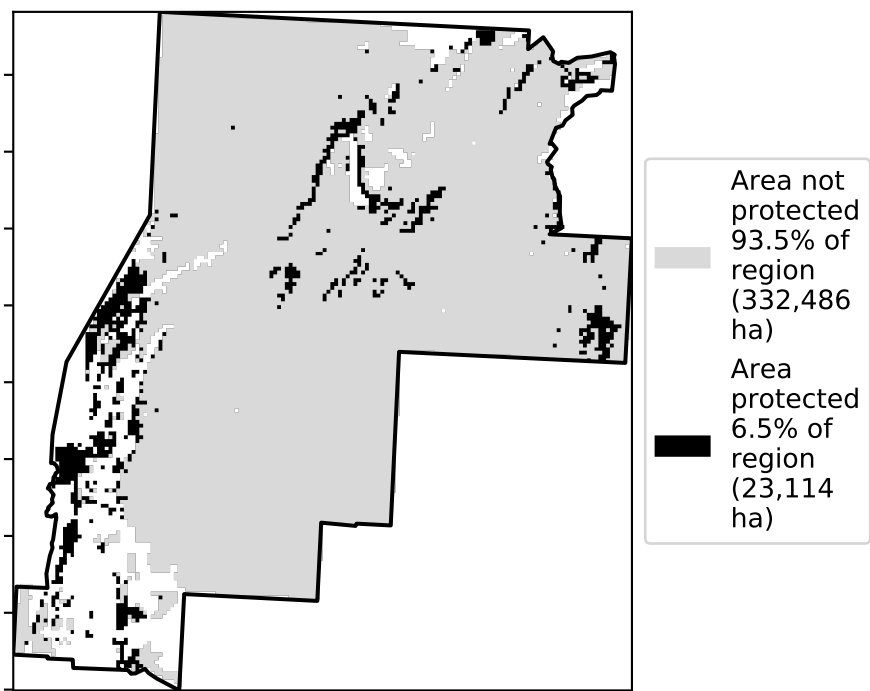 Area not
protected
93.5% of
region
(332,486
ha)
Area
protected
6.5% of
region
(23,114
ha)